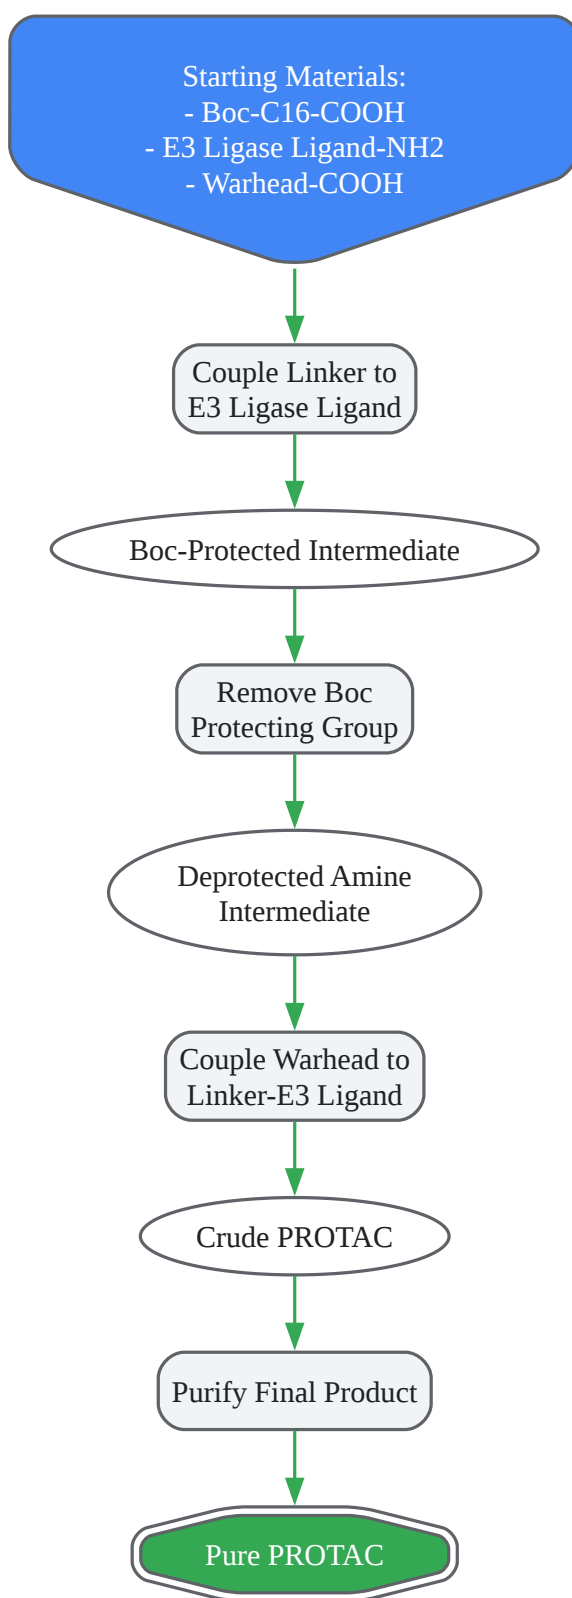 Starting Materials:
- Boc-C16-COOH
- E3 Ligase Ligand-NH2
- Warhead-COOH
Couple Linker to
E3 Ligase Ligand
Boc-Protected Intermediate
Remove Boc
Protecting Group
Deprotected Amine
Intermediate
Couple Warhead to
Linker-E3 Ligand
Crude PROTAC
Purify Final Product
Pure PROTAC